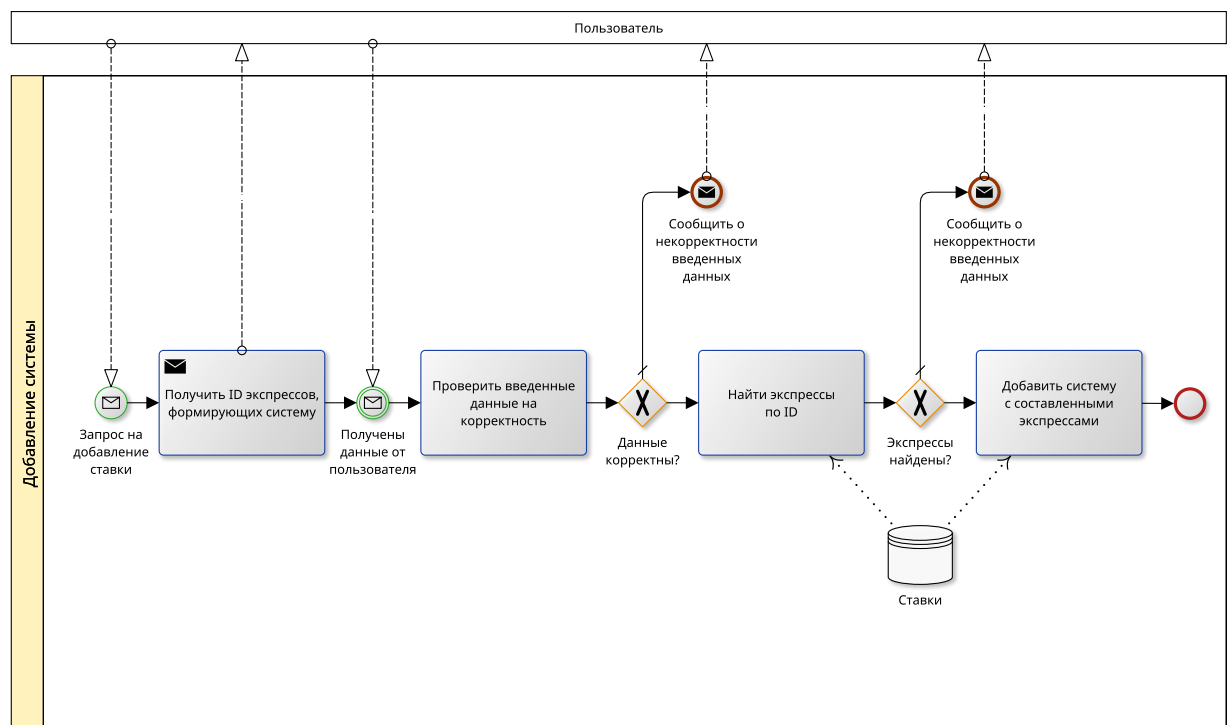 Пользователь
Добавление системы
Сообщить о
некорректности
введенных
данных
Сообщить о
некорректности
введенных
данных
Запрос на
добавление
ставки
Получить ID экспрессов,
формирующих систему
Получены
данные от
пользователя
Проверить введенные
данные на
корректность
Данные
корректны?
Найти экспрессы
по ID
Экспрессы
найдены?
Добавить систему
с составленными
экспрессами
Ставки